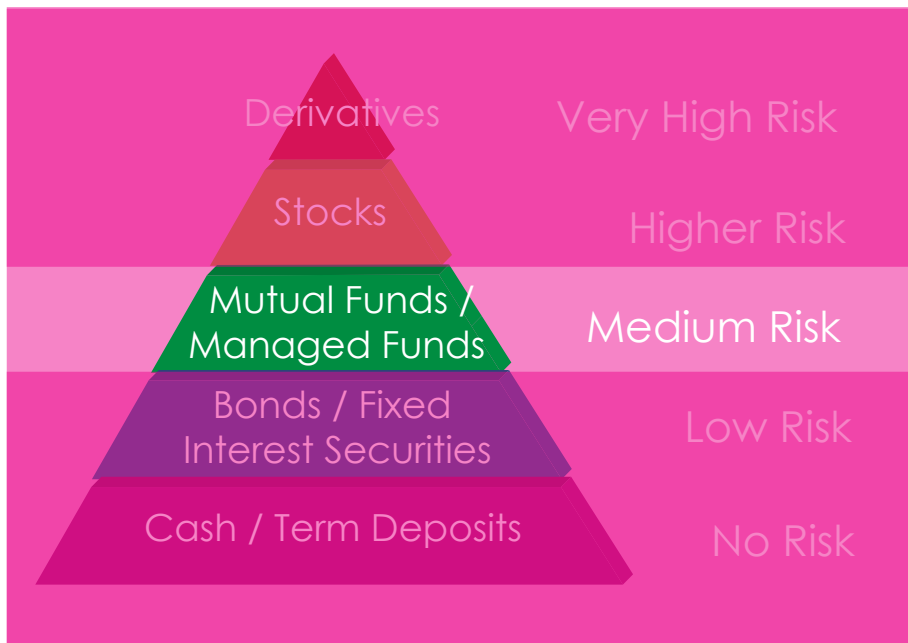 Derivatives
Very High Risk
Stocks
Higher Risk
Mutual Funds /
Managed Funds
Medium Risk
Bonds / Fixed
Interest Securities
Low Risk
Cash / Term Deposits
No Risk